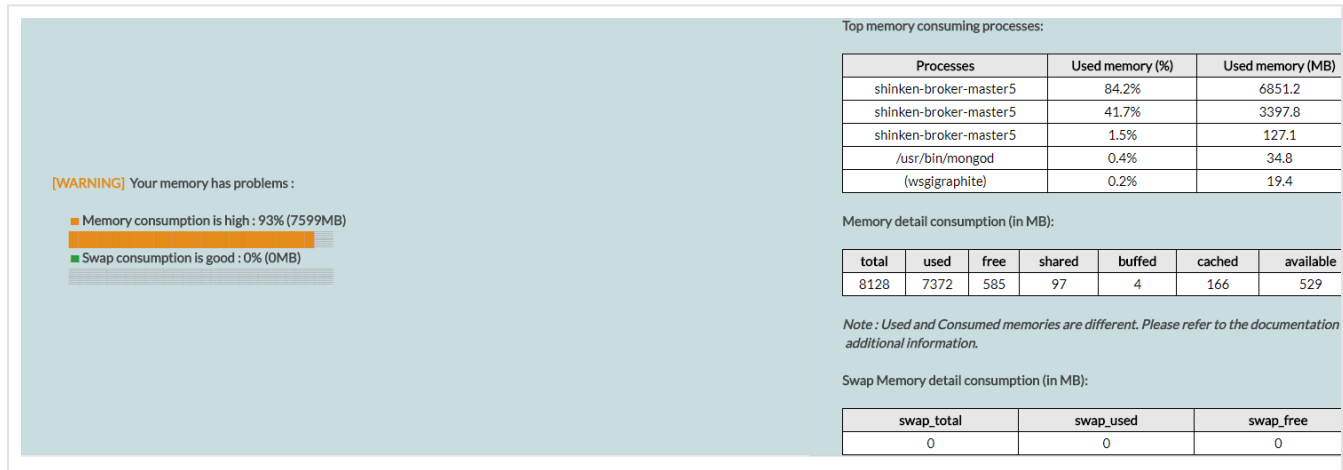 [WARNING] Your memory has problems :
Memory consumption is high : 93% (7599MB)
Swap consumption is good : 0% (0MB)
Top memory consuming processes:
Processes Used memory (%) Used memory (MB)
shinken-broker-master5 84.2% 6851.2
shinken-broker-master5 41.7% 3397.8
shinken-broker-master5 1.5% 127.1
/usr/bin/mongod 0.4% 34.8
(wsgigraphite) 0.2% 19.4
Memory detail consumption (in MB):
total used free shared buffed cached available
8128 7372 585 97 4 166 529
Note : Used and Consumed memories are different. Please refer to the documentation
additional information.
Swap Memory detail consumption (in MB):
swap_total swap_used swap_free
0 0 0